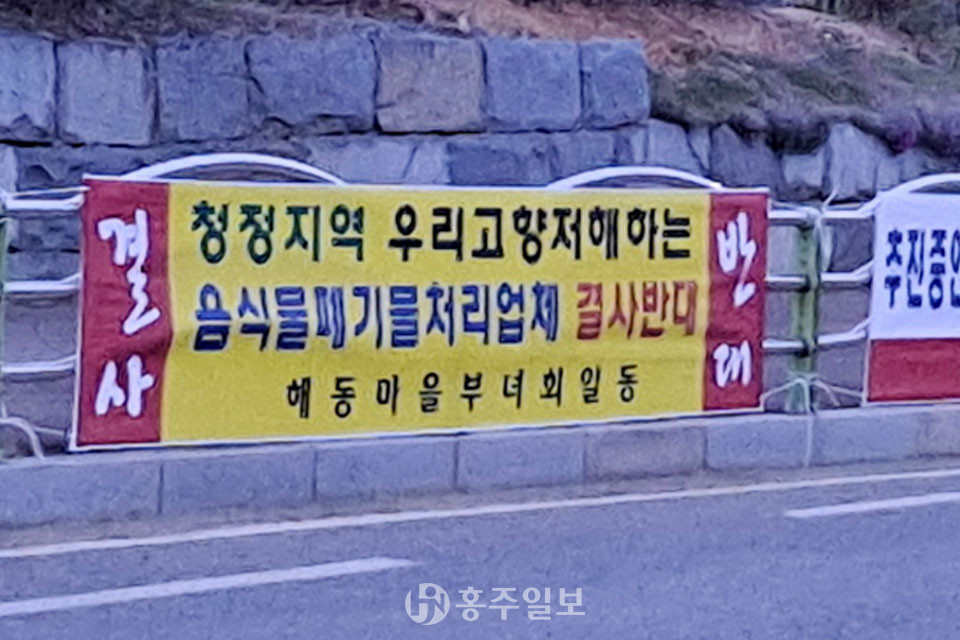 결사
청정지역 우리고향저해하는
음식물폐기물처리업체 결사반대
해동마을부녀회일동
반대
추진중인
홍주일보